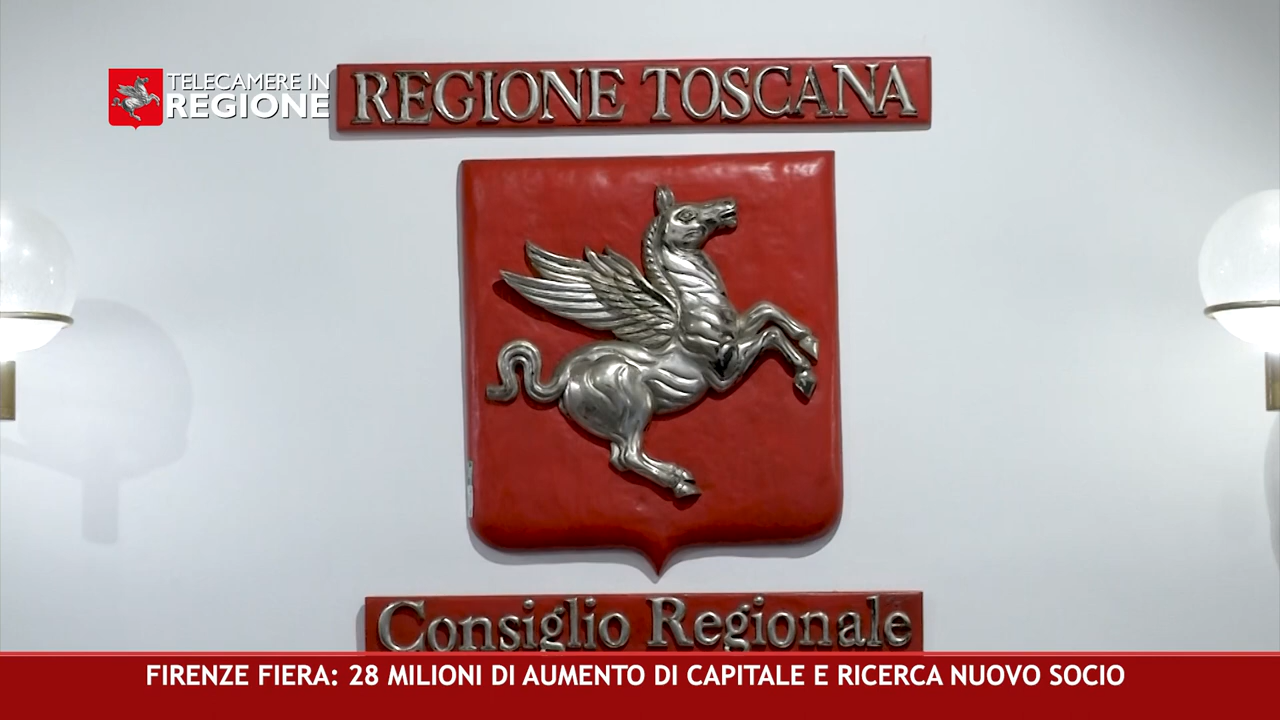 TELECAMERE IN
REGIONE
REGIONE TOSCANA
Consiglio Regionale
FIRENZE FIERA: 28 MILIONI DI AUMENTO DI CAPITALE E RICERCA NUOVO SOCIO